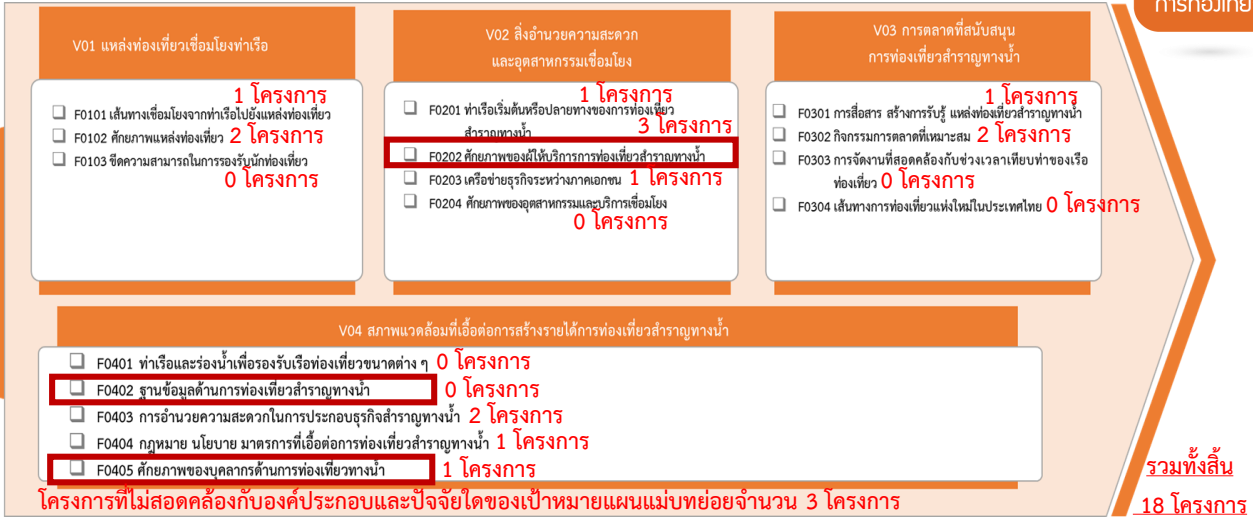 การท่องเที่ย
V01 แหล่งท่องเที่ยวเชื่อมโยงท่าเรือ
1 โครงการ
F0101 เส้นทางเชื่อมโยงจากท่าเรือไปยังแหล่งท่องเที่ยว
F0102 ศักยภาพแหล่งท่องเที่ยว 2 โครงการ
F0103 ขีดความสามารถในการรองรับนักท่องเที่ยว
0 โครงการ
V02 สิ่งอำนวยความสะดวก
และอุตสาหกรรมเชื่อมโยง
1 โครงการ
F0201 ท่าเรือเริ่มต้นหรือปลายทางของการท่องเที่ยว
สำราญทางน้ำ 3 โครงการ
F0202 ศักยภาพของผู้ให้บริการการท่องเที่ยวสำราญทางน้ำ
F0203 เครือข่ายธุรกิจระหว่างภาคเอกชน 1 โครงการ
F0204 ศักยภาพของอุตสาหกรรมและบริการเชื่อมโยง
0 โครงการ
V03 การตลาดที่สนับสนุน
การท่องเที่ยวสำราญทางน้ำ
1 โครงการ
F0301 การสื่อสาร สร้างการรับรู้ แหล่งท่องเที่ยวสำราญทางน้ำ
F0302 กิจกรรมการตลาดที่เหมาะสม 2 โครงการ
F0303 การจัดงานที่สอดคล้องกับช่วงเวลาเทียบท่าของเรือ
ท่องเที่ยว 0 โครงการ
F0304 เส้นทางการท่องเที่ยวแห่งใหม่ในประเทศไทย 0 โครงการ
V04 สภาพแวดล้อมที่เอื้อต่อการสร้างรายได้การท่องเที่ยวสำราญทางน้ำ
F0401 ท่าเรือและร่องน้ำเพื่อรองรับเรือท่องเที่ยวขนาดต่าง ๆ 0 โครงการ
F0402 ฐานข้อมูลด้านการท่องเที่ยวสำราญทางน้ำ 0 โครงการ
F0403 การอำนวยความสะดวกในการประกอบธุรกิจสำราญทางน้ำ 2 โครงการ
F0404 กฎหมาย นโยบาย มาตรการที่เอื้อต่อการท่องเที่ยวสำราญทางน้ำ 1 โครงการ
F0405 ศักยภาพของบุคลากรด้านการท่องเที่ยวทางน้ำ 1 โครงการ
โครงการที่ไม่สอดคล้องกับองค์ประกอบและปัจจัยใดของเป้าหมายแผนแม่บทย่อยจำนวน 3 โครงการ
รวมทั้งสิ้น
18 โครงการ